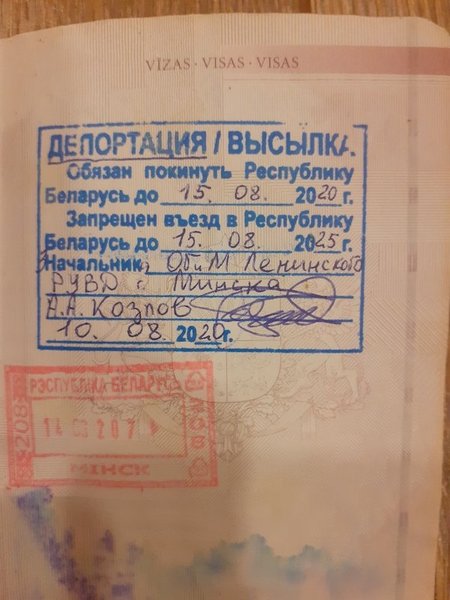 VĪZAS · VISAS · VISAS
ДЕПОРТАЦИЯ / ВЫСЫЛКА.
Обязан покинуть Республику
Беларусь до 15. 08. 2020 г.
Запрещен въезд в Республику
Беларусь до 15. 08. 2025 г.
Начальник ОГиМ Ленинского
РУВД г. Минска
А.А. Козлов
10. 08. 2020 г.
РЭСПУБЛІКА БЕЛАРУСЬ
МІНСК